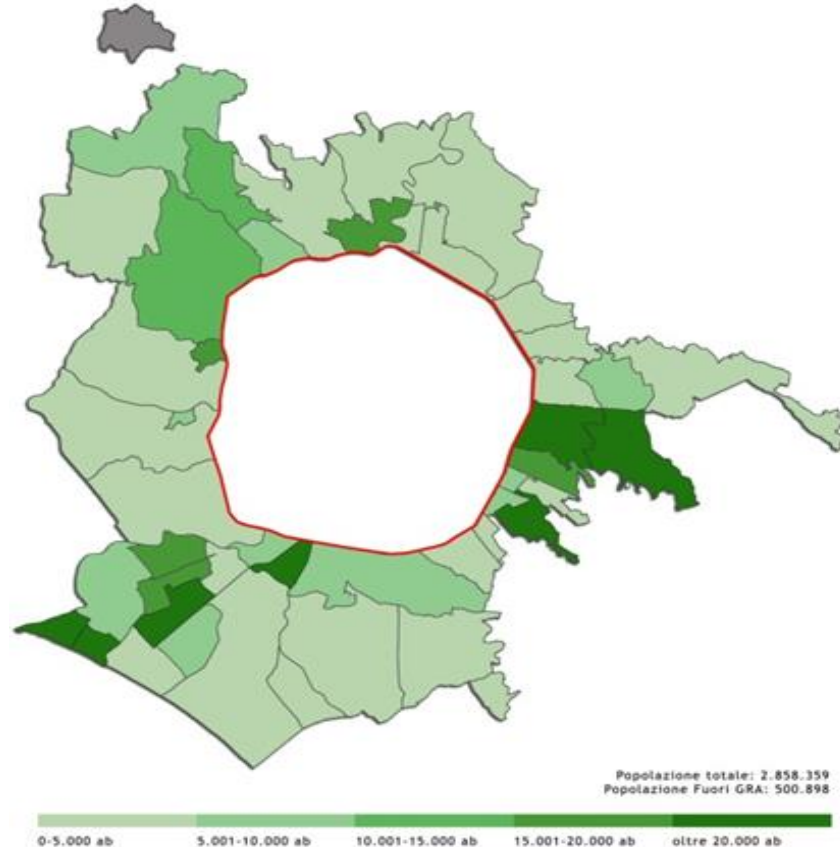 Popolazione totale: 2.858.359
Popolazione Fuori GRA: 500.898
0-5.000 ab 5.001-10.000 ab 10.001-15.000 ab 15.001-20.000 ab oltre 20.000 ab